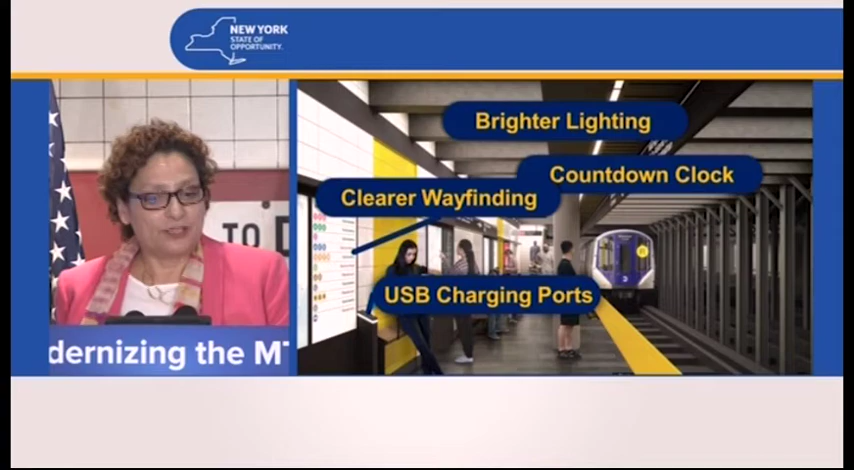 NEW YORK
STATE OF
OPPORTUNITY.
Brighter Lighting
Countdown Clock
Clearer Wayfinding
TO D
USB Charging Ports
dernizing the MT